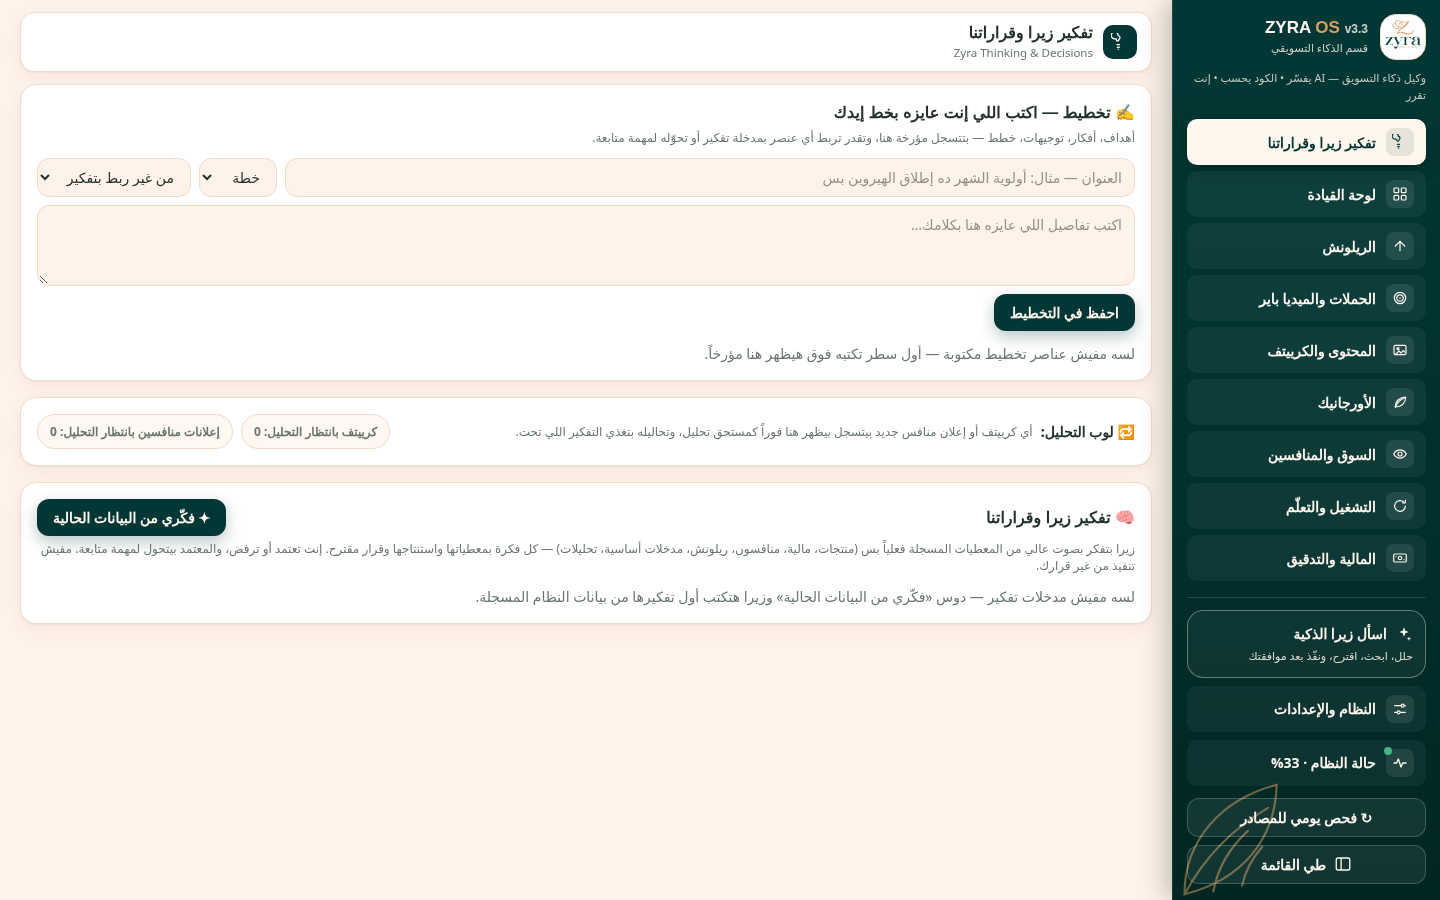 ZYRA OS v3.3
قسم الذكاء التسويقي
وكيل ذكاء التسويق — AI يفسّر • الكود يحسب • إنت
تقرر
تفكير زيرا وقراراتنا
لوحة القيادة
الريلونش
الحملات والميديا باير
المحتوى والكرييتف
الأورجانيك
السوق والمنافسين
التشغيل والتعلّم
المالية والتدقيق
اسأل زيرا الذكية
حلل، ابحث، اقترح، ونفّذ بعد موافقتك
النظام والإعدادات
حالة النظام · 33%
↻ فحص يومي للمصادر
طي القائمة
تفكير زيرا وقراراتنا
Zyra Thinking & Decisions
✍️ تخطيط — اكتب اللي إنت عايزه بخط إيدك
أهداف، أفكار، توجيهات، خطط — بتتسجل مؤرخة هنا، وتقدر تربط أي عنصر بمدخلة تفكير أو تحوّله لمهمة متابعة.
العنوان — مثال: أولوية الشهر ده إطلاق الهيروين بس
خطة
من غير ربط بتفكير
اكتب تفاصيل اللي عايزه هنا بكلامك...
احفظ في التخطيط
لسه مفيش عناصر تخطيط مكتوبة — أول سطر تكتبه فوق هيظهر هنا مؤرخاً.
🔁 لوب التحليل: أي كرييتف أو إعلان منافس جديد بيتسجل بيظهر هنا فوراً كمستحق تحليل، وتحاليله بتغذي التفكير اللي تحت.
كرييتف بانتظار التحليل: 0
إعلانات منافسين بانتظار التحليل: 0
🧠 تفكير زيرا وقراراتنا
✦ فكّري من البيانات الحالية
زيرا بتفكر بصوت عالي من المعطيات المسجلة فعلياً بس (منتجات، مالية، منافسون، ريلونش، مدخلات أساسية، تحليلات) — كل فكرة بمعطياتها واستنتاجها وقرار مقترح. إنت تعتمد أو ترفض، والمعتمد بيتحول لمهمة متابعة. مفيش
تنفيذ من غير قرارك.
لسه مفيش مدخلات تفكير — دوس «فكّري من البيانات الحالية» وزيرا هتكتب أول تفكيرها من بيانات النظام المسجلة.